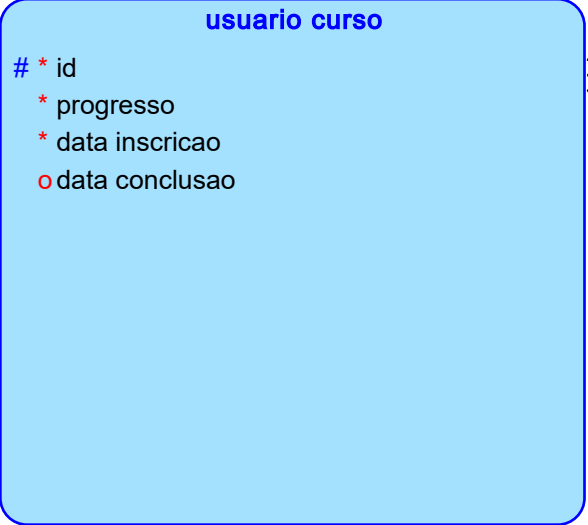 usuario curso
# * id
* progresso
* data inscricao
o data conclusao